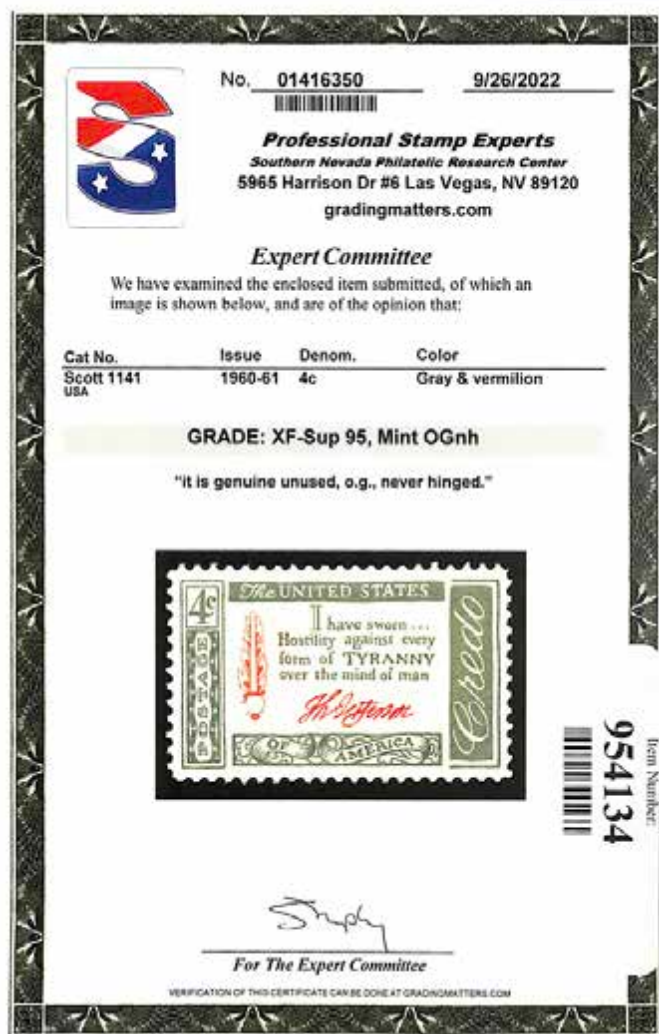 No. 01416350 9/26/2022
Professional Stamp Experts
Southern Nevada Philatelic Research Center
5965 Harrison Dr #6 Las Vegas, NV 89120
gradingmatters.com
Expert Committee
We have examined the enclosed item submitted, of which an
image is shown below, and are of the opinion that:
Cat No. Issue Denom. Color
Scott 1141 1960-61 4c Gray & vermilion
USA
GRADE: XF-Sup 95, Mint OGnh
"it is genuine unused, o.g., never hinged."
4c
POSTAGE
The UNITED STATES
I have sworn ...
Hostility against every
form of TYRANNY
over the mind of man
Th Jefferson
OF AMERICA
Credo
Item Number:
954134
For The Expert Committee
VERIFICATION OF THIS CERTIFICATE CAN BE DONE AT GRADINGMATTERS.COM